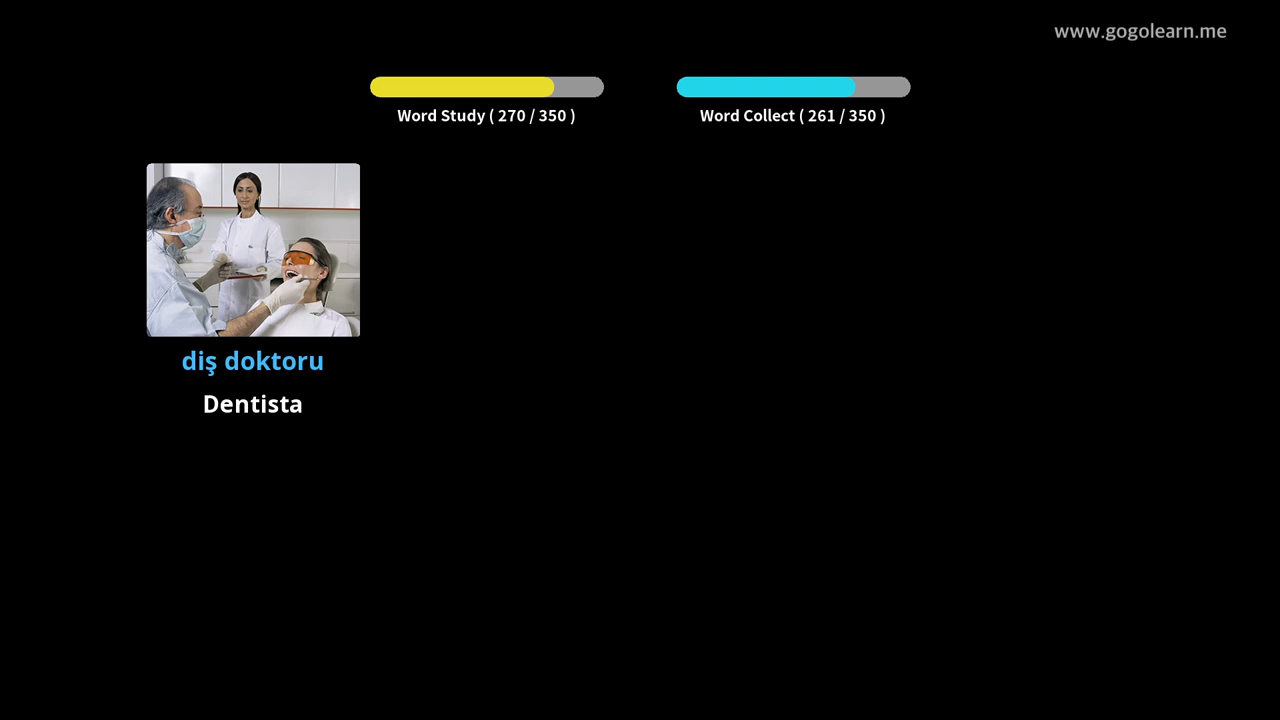 www.gogolearn.me
Word Study ( 270 / 350 )
Word Collect ( 261 / 350 )
diş doktoru
Dentista